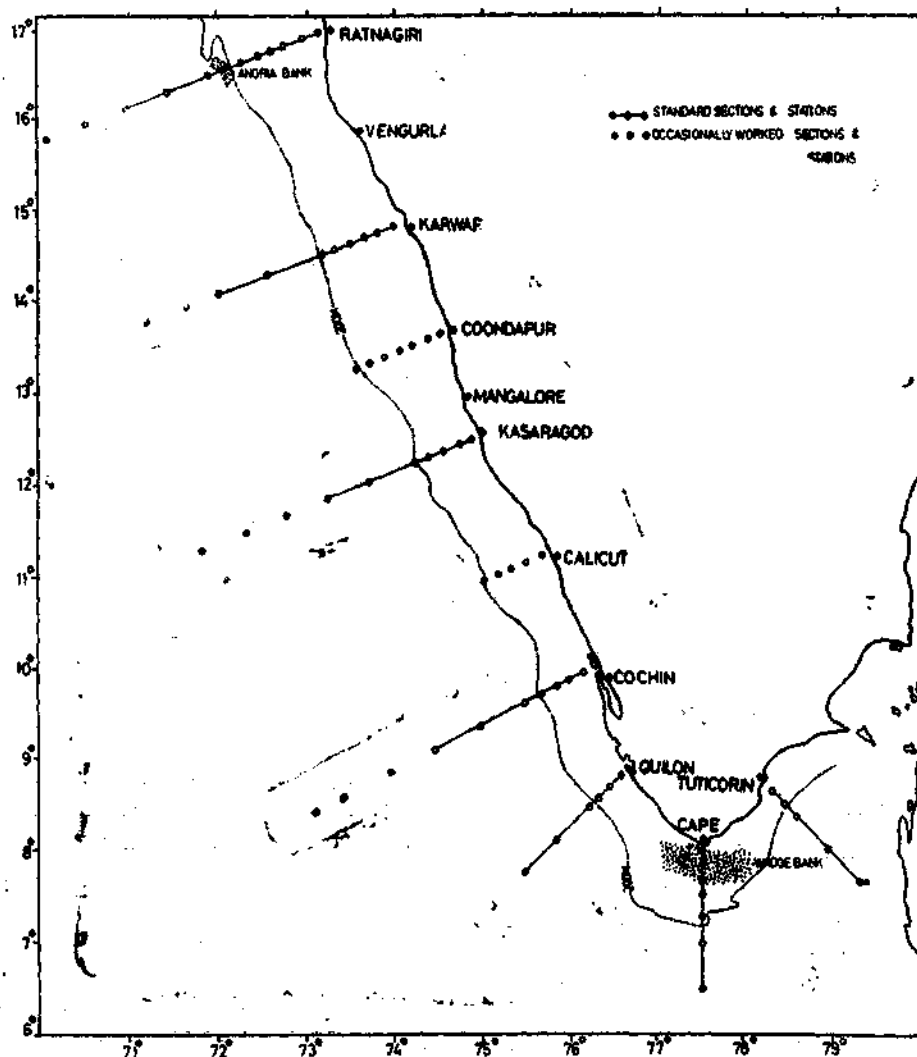 17°
RATNAGIRI
ANGRIA BANK
16°
VENGURLA
STANDARD SECTIONS & STATIONS
OCCASIONALLY WORKED SECTIONS &
STATIONS
15°
KARWAR
14°
COONDAPUR
13°
MANGALORE
KASARAGOD
12°
11°
CALICUT
10°
COCHIN
9°
QUILON
TUTICORIN
8°
CAPE
WADGE BANK
7°
6°
71°
72°
73°
74°
75°
76°
77°
78°
79°